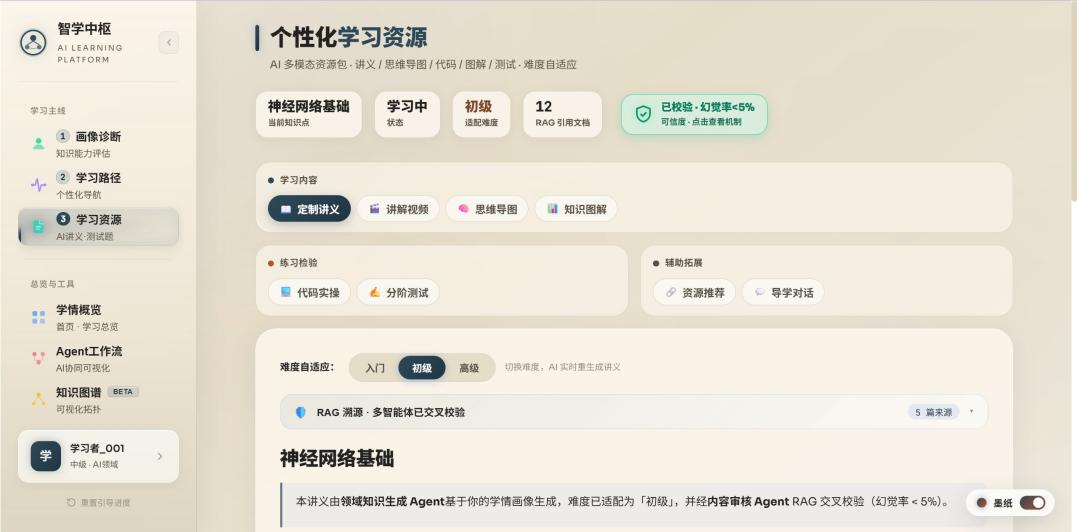 智学中枢
AI LEARNING
PLATFORM
学习主线
1 画像诊断
知识能力评估
2 学习路径
个性化导航
3 学习资源
AI讲义·测试题
总览与工具
学情概览
首页 · 学习总览
Agent工作流
AI协同可视化
知识图谱 BETA
可视化拓扑
学 学习者_001
中级 · AI领域
重置引导进度
个性化学习资源
AI 多模态资源包 · 讲义 / 思维导图 / 代码 / 图解 / 测试 · 难度自适应
神经网络基础
当前知识点
学习中
状态
初级
适配难度
12
RAG 引用文档
已校验 · 幻觉率<5%
可信度 · 点击查看机制
学习内容
定制讲义 讲解视频 思维导图 知识图解
练习检验
代码实操 分阶测试
辅助拓展
资源推荐 导学对话
难度自适应： 入门 初级 高级 切换难度，AI 实时重生成讲义
RAG 溯源 · 多智能体已交叉校验 5 篇来源
神经网络基础
本讲义由领域知识生成 Agent基于你的学情画像生成，难度已适配为「初级」，并经内容审核 Agent RAG 交叉校验（幻觉率 < 5%）。
墨纸